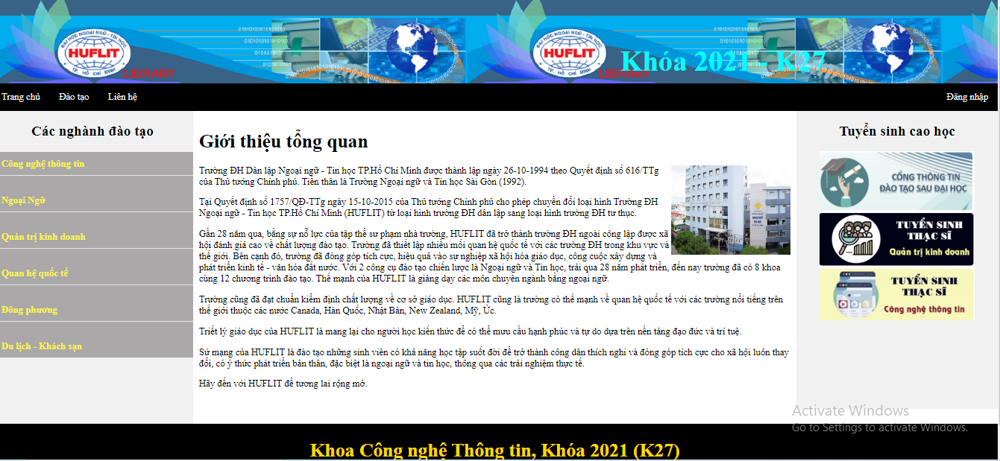 ĐẠI HỌC NGOẠI NGỮ - TIN HỌC
HUFLIT
TP. HỒ CHÍ MINH
LIBRARY
ĐẠI HỌC NGOẠI NGỮ - TIN HỌC
HUFLIT
TP. HỒ CHÍ MINH
LIBRARY
Khóa 2021 - K27
Trang chủ Đào tạo Liên hệ Đăng nhập
Các nghành đào tạo
Công nghệ thông tin
Ngoại Ngữ
Quản trị kinh doanh
Quan hệ quốc tế
Đông phương
Du lịch - Khách sạn
Giới thiệu tổng quan
Trường ĐH Dân lập Ngoại ngữ - Tin học TP.Hồ Chí Minh được thành lập ngày 26-10-1994 theo Quyết định số 616/TTg
của Thủ tướng Chính phủ. Tiền thân là Trường Ngoại ngữ và Tin học Sài Gòn (1992).
Tại Quyết định số 1757/QĐ-TTg ngày 15-10-2015 của Thủ tướng Chính phủ cho phép chuyển đổi loại hình Trường ĐH
Ngoại ngữ - Tin học TP.Hồ Chí Minh (HUFLIT) từ loại hình trường ĐH dân lập sang loại hình trường ĐH tư thục.
Gần 28 năm qua, bằng sự nỗ lực của tập thể sư phạm nhà trường, HUFLIT đã trở thành trường ĐH ngoài công lập được xã
hội đánh giá cao về chất lượng đào tạo. Trường đã thiết lập nhiều mối quan hệ quốc tế với các trường ĐH trong khu vực và
thế giới. Bên cạnh đó, trường đã đóng góp tích cực, hiệu quả vào sự nghiệp xã hội hóa giáo dục, công cuộc xây dựng và
phát triển kinh tế - văn hóa đất nước. Với 2 công cụ đào tạo chiến lược là Ngoại ngữ và Tin học, trải qua 28 năm phát triển, đến nay trường đã có 8 khoa
cùng 12 chương trình đào tạo. Thế mạnh của HUFLIT là giảng dạy các môn chuyên ngành bằng ngoại ngữ.
Trường cũng đã đạt chuẩn kiểm định chất lượng về cơ sở giáo dục. HUFLIT cũng là trường có thế mạnh về quan hệ quốc tế với các trường nổi tiếng trên
thế giới thuộc các nước Canada, Hàn Quốc, Nhật Bản, New Zealand, Mỹ, Úc.
Triết lý giáo dục của HUFLIT là mang lại cho người học kiến thức để có thể mưu cầu hạnh phúc và tự do dựa trên nền tảng đạo đức và trí tuệ.
Sứ mạng của HUFLIT là đào tạo những sinh viên có khả năng học tập suốt đời để trở thành công dân thích nghi và đóng góp tích cực cho xã hội luôn thay
đổi, có ý thức phát triển bản thân, đặc biệt là ngoại ngữ và tin học, thông qua các trải nghiệm thực tế.
Hãy đến với HUFLIT để tương lai rộng mở.
Tuyển sinh cao học
CỔNG THÔNG TIN
ĐÀO TẠO SAU ĐẠI HỌC
TUYỂN SINH
THẠC SĨ
Quản trị kinh doanh
TUYỂN SINH
THẠC SĨ
Công nghệ thông tin
Activate Windows
Go to Settings to activate Windows.
Khoa Công nghệ Thông tin, Khóa 2021 (K27)